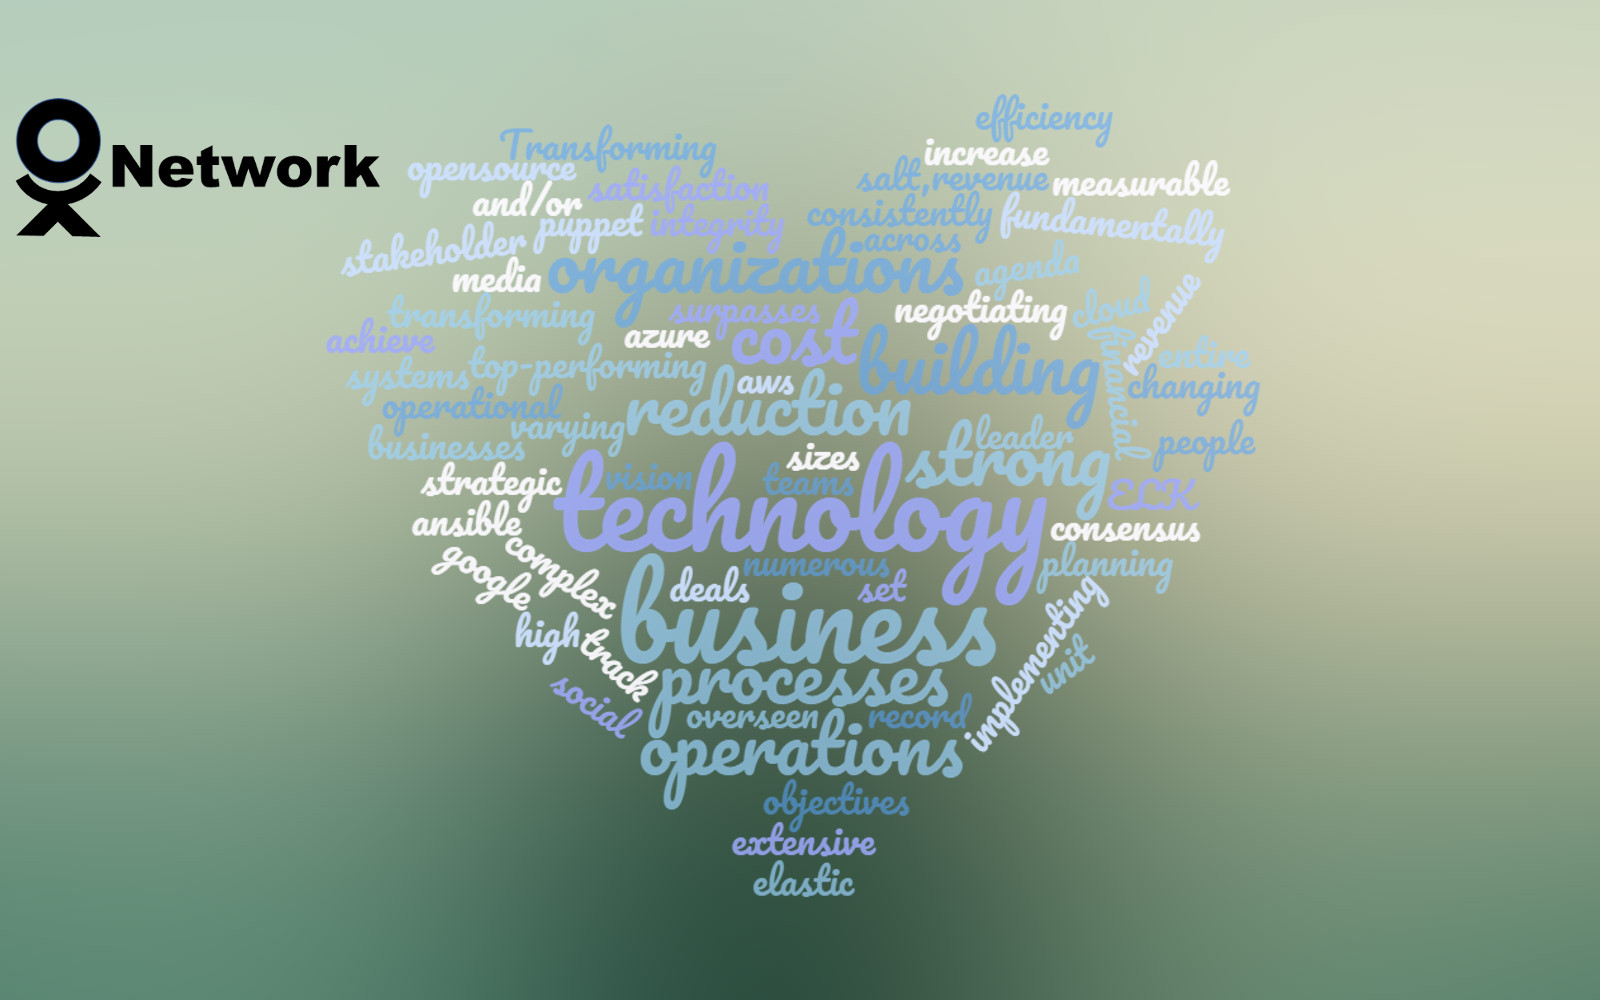 Network
efficiency
Transforming
increase
opensource
satisfaction
salt,revenue
measurable
and/or
puppet
integrity
consistently
fundamentally
stakeholder
across
media
organizations
agenda
transforming
surpasses
negotiating
cloud
revenue
achieve
azure
cost
building
financial
entire
systems
top-performing
aws
changing
operational
varying
reduction
businesses
leader
people
strategic
vision
sizes
teams
strong
ELK
ansible
technology
consensus
google
complex
numerous
planning
deals
set
high
track
business
implementing
unit
social
processes
overseen
record
operations
objectives
extensive
elastic